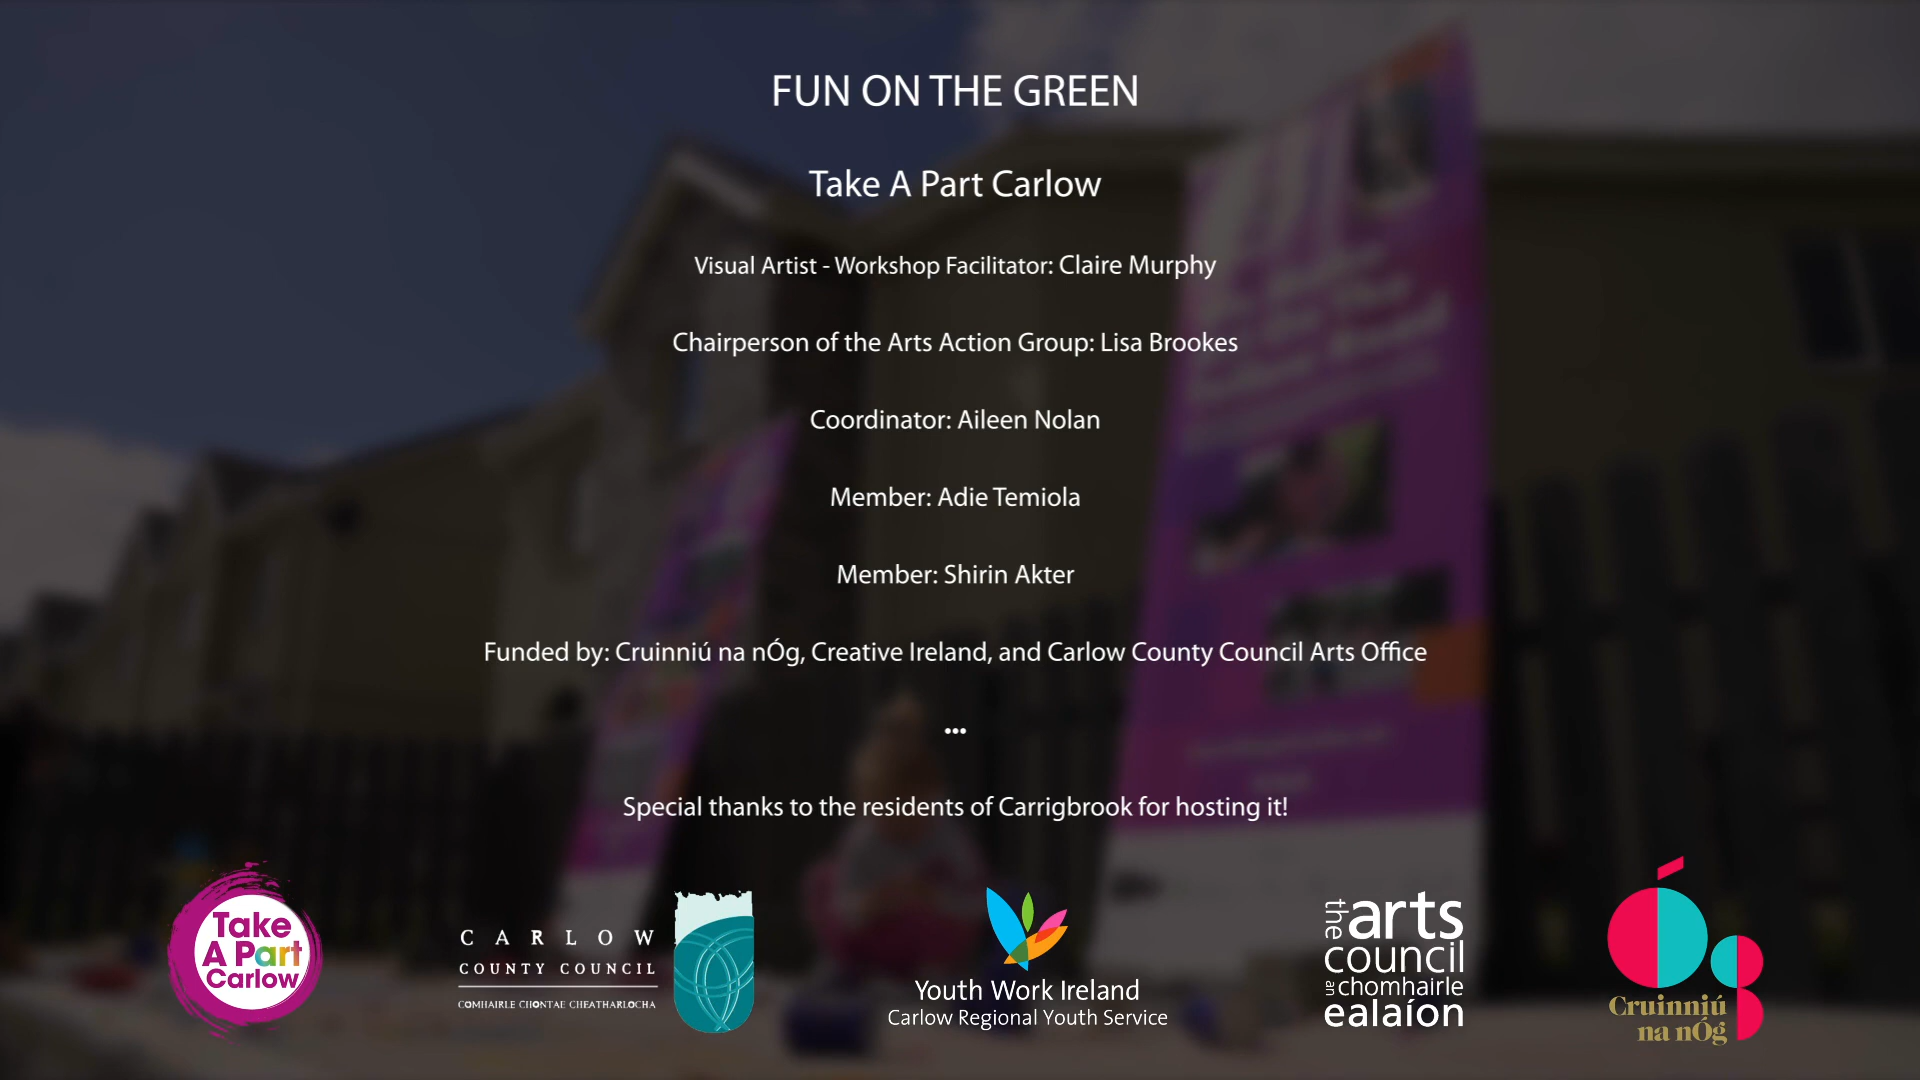 FUN ON THE GREEN
Take A Part Carlow
Visual Artist - Workshop Facilitator: Claire Murphy
Chairperson of the Arts Action Group: Lisa Brookes
Coordinator: Aileen Nolan
Member: Adie Temiola
Member: Shirin Akter
Funded by: Cruinniú na nÓg, Creative Ireland, and Carlow County Council Arts Office
...
Special thanks to the residents of Carrigbrook for hosting it!
Take
A Part
Carlow
CARLOW
COUNTY COUNCIL
COMHAIRLE CHONTAE CHEATHARLOCHA
Youth Work Ireland
Carlow Regional Youth Service
the arts
council
an chomhairle
ealaíon
Cruinniú
na nÓg